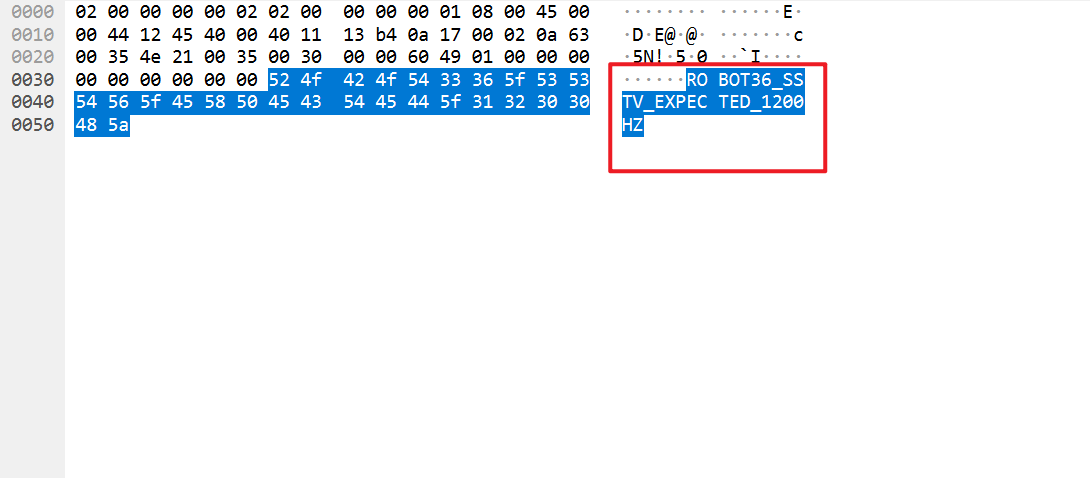 0000 02 00 00 00 00 02 02 00 00 00 00 01 08 00 45 00 ········ ······E·
0010 00 44 12 45 40 00 40 11 13 b4 0a 17 00 02 0a 63 ·D·E@·@· ·······c
0020 00 35 4e 21 00 35 00 30 00 00 60 49 01 00 00 00 ·5N!·5·0 ··`I····
0030 00 00 00 00 00 00 52 4f 42 4f 54 33 36 5f 53 53 ······RO BOT36_SS
0040 54 56 5f 45 58 50 45 43 54 45 44 5f 31 32 30 30 TV_EXPEC TED_1200
0050 48 5a HZ